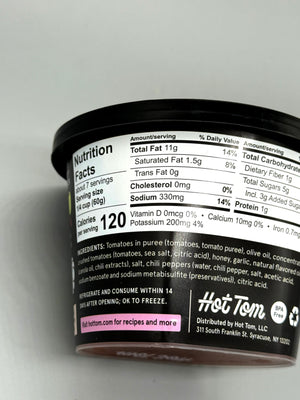 Nutrition
Facts
about 7 servings
Serving size
1/4 cup (60g)
Calories
per serving 120
Amount/serving % Daily Value
Total Fat 11g 14%
Saturated Fat 1.5g 8%
Trans Fat 0g
Cholesterol 0mg 0%
Sodium 330mg 14%
Amount/serving
Total Carbohydrate
Dietary Fiber 1g
Total Sugars 5g
Incl. 3g Added Sugars
Protein 1g
Vitamin D 0mcg 0% • Calcium 10mg 0% • Iron 0.7mg
Potassium 200mg 4%
INGREDIENTS: Tomatoes in puree (tomatoes, tomato puree), olive oil, concen
tomatoes (tomatoes, sea salt, citric acid), honey, garlic, natural flavored
oil, chili extracts), salt, chili peppers (water, chili pepper, salt, acetic acid,
sodium benzoate and sodium metabisulfite (preservatives)), citric acid.
REFRIGERATE AND CONSUME WITHIN 14
DAYS AFTER OPENING; OK TO FREEZE.
Visit hottom.com for recipes and more
Hot Tom
BPA
Free
Distributed by Hot Tom, LLC
311 South Franklin St. Syracuse, NY 13202